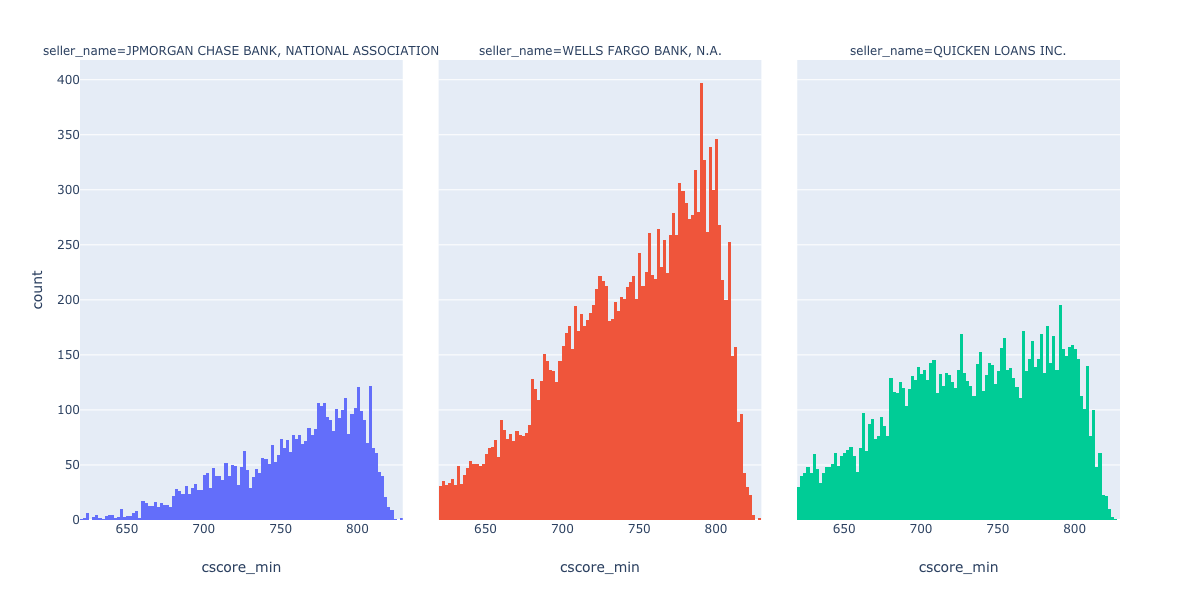 seller_name=JPMORGAN CHASE BANK, NATIONAL ASSOCIATION
seller_name=WELLS FARGO BANK, N.A.
seller_name=QUICKEN LOANS INC.
400
350
300
250
200
150
100
50
0
count
650 700 750 800
650 700 750 800
650 700 750 800
cscore_min
cscore_min
cscore_min